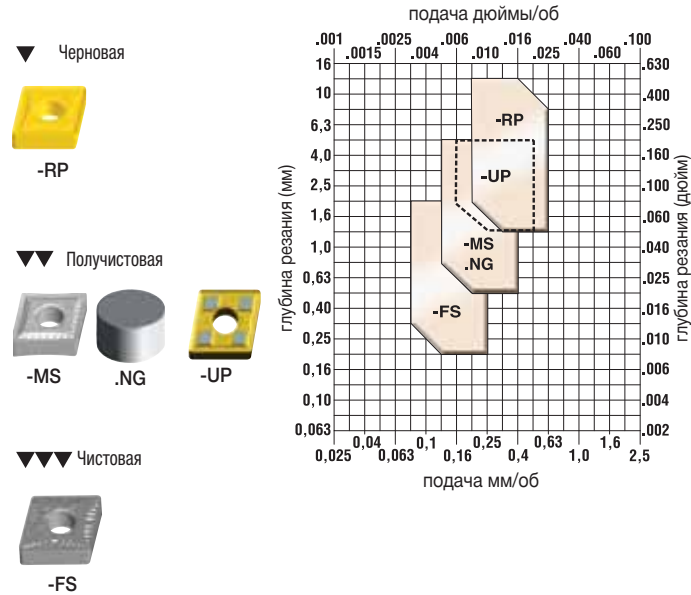 Черновая
-RP
Получистовая
-MS .NG -UP
Чистовая
-FS
подача дюймы/об
.001 .0025 .006 .016 .040 .100
.0015 .004 .010 .025 .060
глубина резания (мм)
16
10
6,3
4,0
2,5
1,6
1,0
0,63
0,40
0,25
0,16
0,10
0,063
-RP
-UP
-MS
.NG
-FS
.630
.400
.250
.160
.100
.060
.040
.025
.016
.010
.006
.004
.002
глубина резания (дюйм)
0,04 0,1 0,25 0,63 1,6
0,025 0,063 0,16 0,4 1,0 2,5
подача мм/об